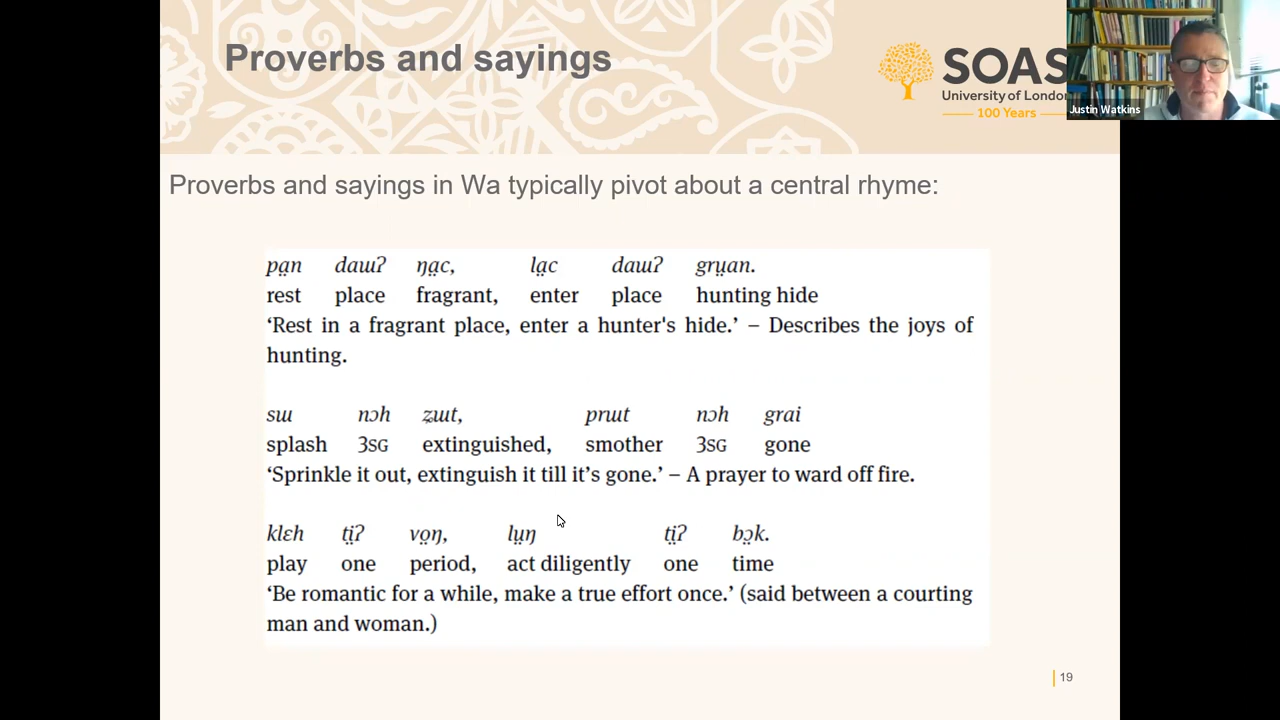 Proverbs and sayings
SOAS
University of London
100 Years
Justin Watkins
Proverbs and sayings in Wa typically pivot about a central rhyme:
pa̤n dauɯʔ ŋa̤c, la̤c daɯʔ grṳan.
rest place fragrant, enter place hunting hide
‘Rest in a fragrant place, enter a hunter's hide.’ – Describes the joys of
hunting.
sɯ nɔh ʑɯt, prɯt nɔh grai
splash 3SG extinguished, smother 3SG gone
‘Sprinkle it out, extinguish it till it’s gone.’ – A prayer to ward off fire.
klɛh ti̤ʔ vo̤ŋ, lṳŋ ti̤ʔ bɔ̤k.
play one period, act diligently one time
‘Be romantic for a while, make a true effort once.’ (said between a courting
man and woman.)
19